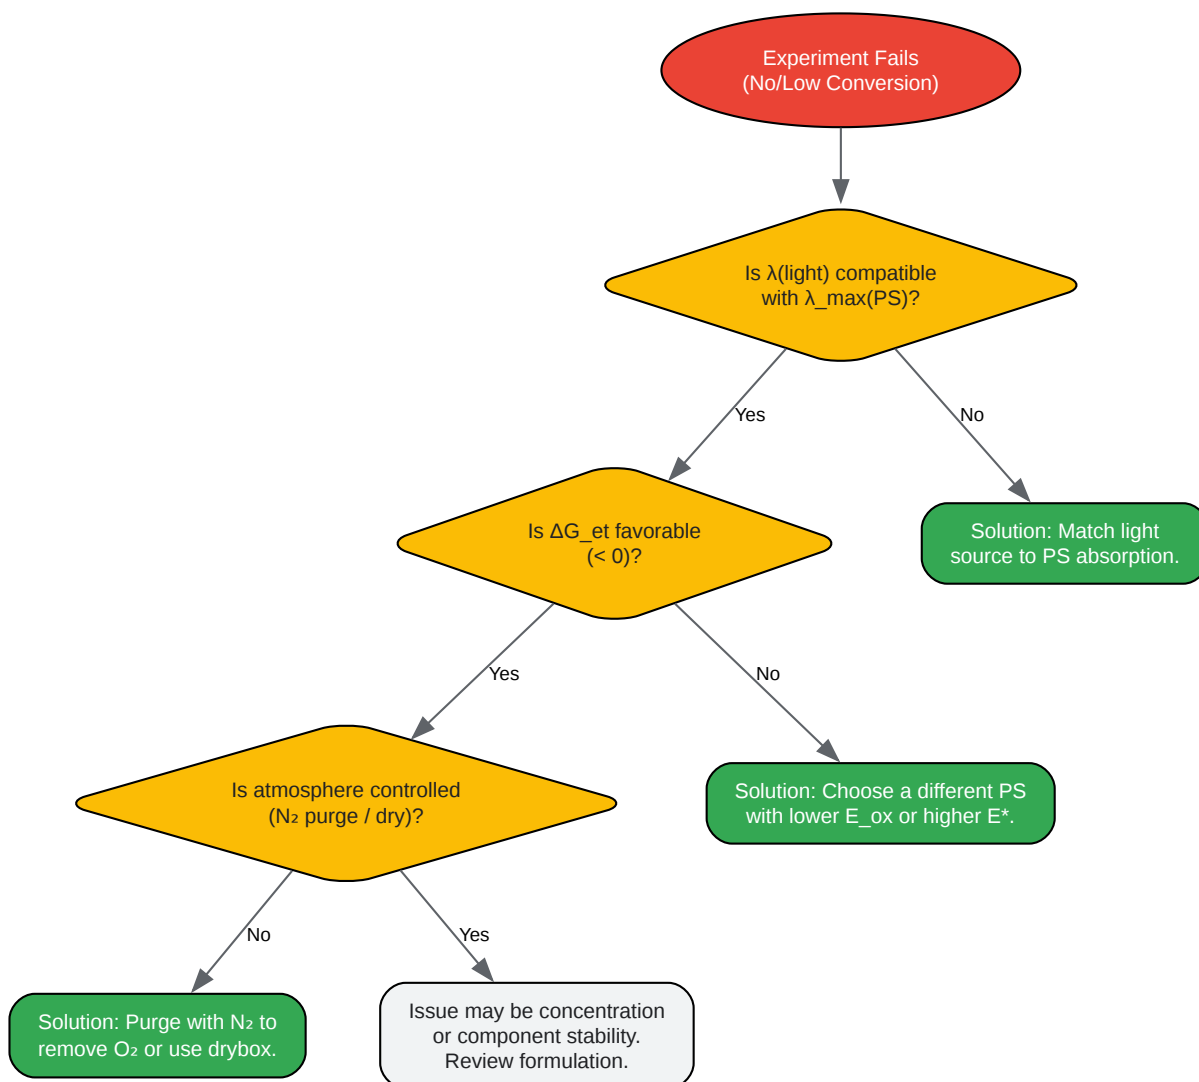 Experiment Fails
(No/Low Conversion)
Is λ(light) compatible
with λ_max(PS)?
Yes
No
Is ΔG_et favorable
(< 0)?
Solution: Match light
source to PS absorption.
Yes
No
Is atmosphere controlled
(N₂ purge / dry)?
Solution: Choose a different PS
with lower E_ox or higher E*.
No
Yes
Solution: Purge with N₂ to
remove O₂ or use drybox.
Issue may be concentration
or component stability.
Review formulation.